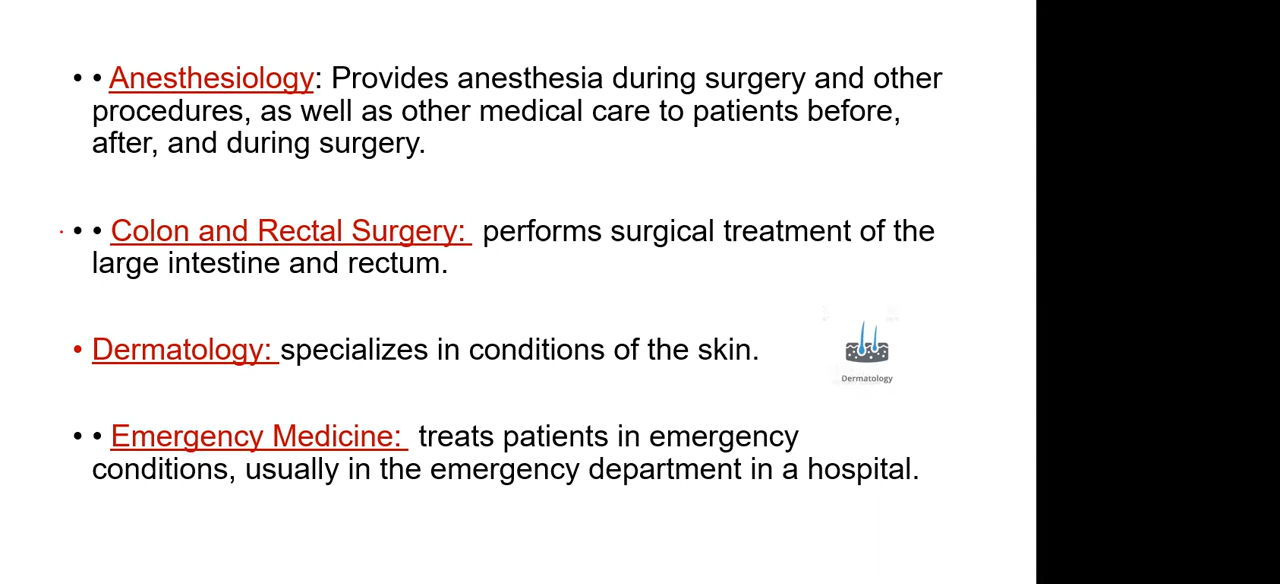 • • Anesthesiology: Provides anesthesia during surgery and other
procedures, as well as other medical care to patients before,
after, and during surgery.
• • Colon and Rectal Surgery:  performs surgical treatment of the
large intestine and rectum.
• Dermatology: specializes in conditions of the skin.
Dermatology
• • Emergency Medicine:  treats patients in emergency
conditions, usually in the emergency department in a hospital.